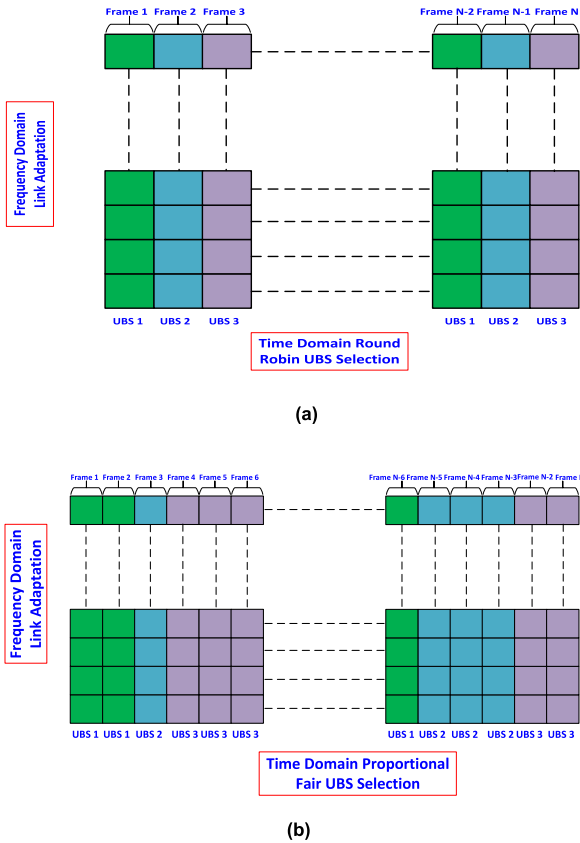 Frame 1 Frame 2 Frame 3 Frame N-2 Frame N-1 Frame N
Frequency Domain
Link Adaptation
UBS 1 UBS 2 UBS 3 UBS 1 UBS 2 UBS 3
Time Domain Round
Robin UBS Selection
(a)
Frame 1 Frame 2 Frame 3 Frame 4 Frame 5 Frame 6 Frame N-6 Frame N-5 Frame N-4 Frame N-3 Frame N-2 Frame
Frequency Domain
Link Adaptation
UBS 1 UBS 1 UBS 2 UBS 3 UBS 3 UBS 3 UBS 1 UBS 2 UBS 2 UBS 2 UBS 3 UBS 3
Time Domain Proportional
Fair UBS Selection
(b)